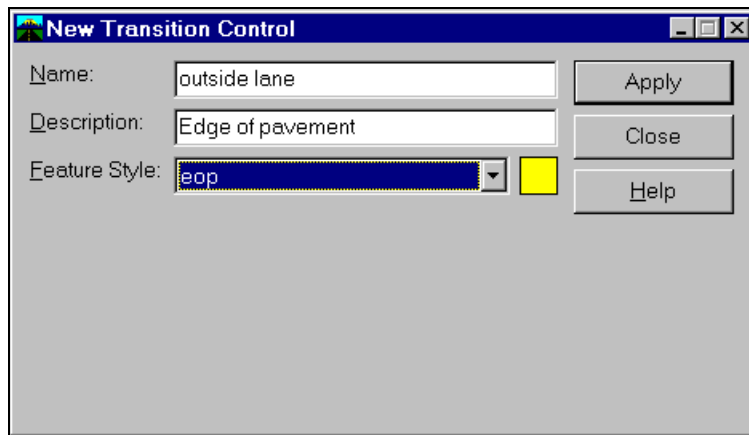 New Transition Control
Name: outside lane
Apply
Description: Edge of pavement
Close
Feature Style: eop
Help